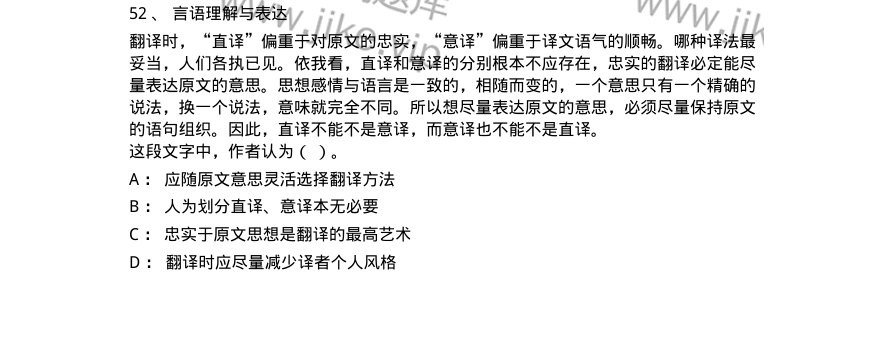 52 、 言语理解与表达
翻译时，“直译”偏重于对原文的忠实，“意译”偏重于译文语气的顺畅。哪种译法最
妥当，人们各执已见。依我看，直译和意译的分别根本不应存在，忠实的翻译必定能尽
量表达原文的意思。思想感情与语言是一致的，相随而变的，一个意思只有一个精确的
说法，换一个说法，意味就完全不同。所以想尽量表达原文的意思，必须尽量保持原文
的语句组织。因此，直译不能不是意译，而意译也不能不是直译。
这段文字中，作者认为（ ）。
A ： 应随原文意思灵活选择翻译方法
B ： 人为划分直译、意译本无必要
C ： 忠实于原文思想是翻译的最高艺术
D ： 翻译时应尽量减少译者个人风格
题库
www.jike.vip
www.jik